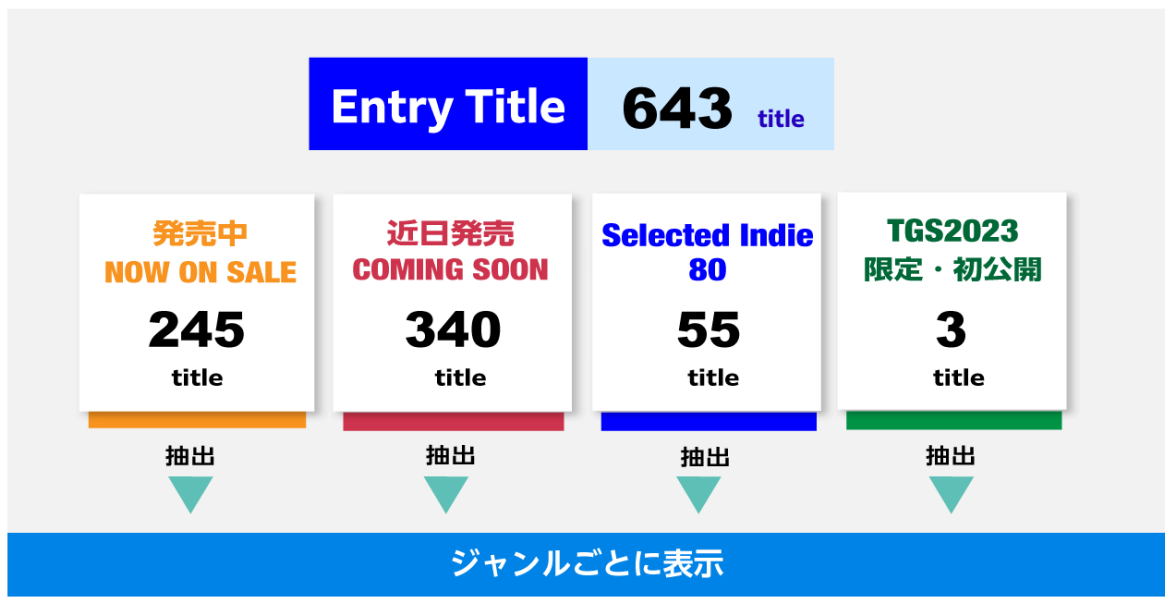 Entry Title 643 title
発売中
NOW ON SALE
245
title
近日発売
COMING SOON
340
title
Selected Indie
80
55
title
TGS2023
限定・初公開
3
title
抽出
抽出
抽出
抽出
ジャンルごとに表示